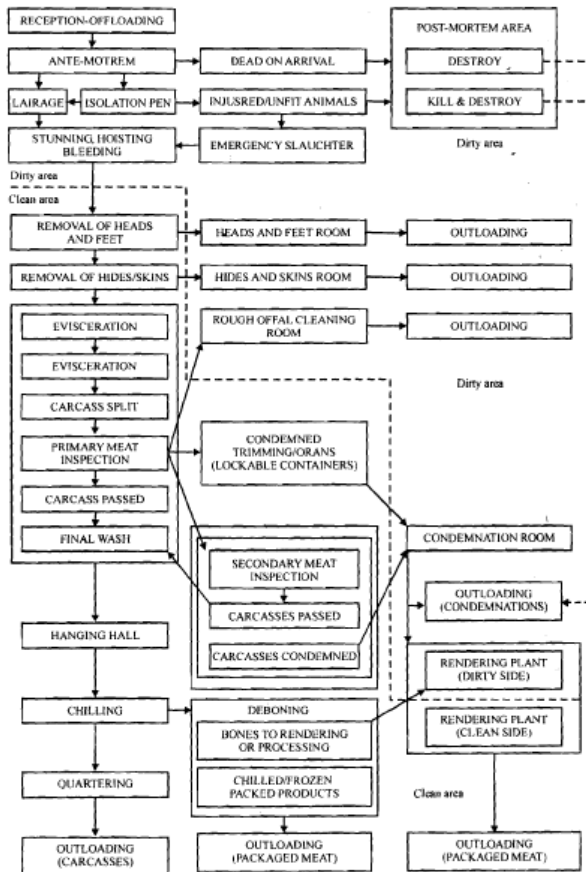 RECEPTION-OFFLOADING
POST-MORTEM AREA
ANTE-MOTREM
DEAD ON ARRIVAL
DESTROY
LAIRAGE
ISOLATION PEN
INJUSRED/UNFIT ANIMALS
KILL & DESTROY
STUNNING, HOISTING
BLEEDING
EMERGENCY SLAUCHTER
Dirty area
Dirty area
Clean area
REMOVAL OF HEADS
AND FEET
HEADS AND FEET ROOM
OUTLOADING
REMOVAL OF HIDES/SKINS
HIDES AND SKINS ROOM
OUTLOADING
EVISCERATION
ROUGH OFFAL CLEANING
ROOM
OUTLOADING
EVISCERATION
Dirty area
CARCASS SPLIT
PRIMARY MEAT
INSPECTION
CONDEMNED
TRIMMING/ORANS
(LOCKABLE CONTAINERS)
CARCASS PASSED
FINAL WASH
CONDEMNATION ROOM
SECONDARY MEAT
INSPECTION
CARCASSES PASSED
OUTLOADING
(CONDEMNATIONS)
HANGING HALL
CARCASSES CONDEMNED
RENDERING PLANT
(DIRTY SIDE)
CHILLING
DEBONING
BONES TO RENDERING
OR PROCESSING
RENDERING PLANT
(CLEAN SIDE)
QUARTERING
CHILLED/FROZEN
PACKED PRODUCTS
Clean area
OUTLOADING
(CARCASSES)
OUTLOADING
(PACKAGED MEAT)
OUTLOADING
(PACKAGED MEAT)